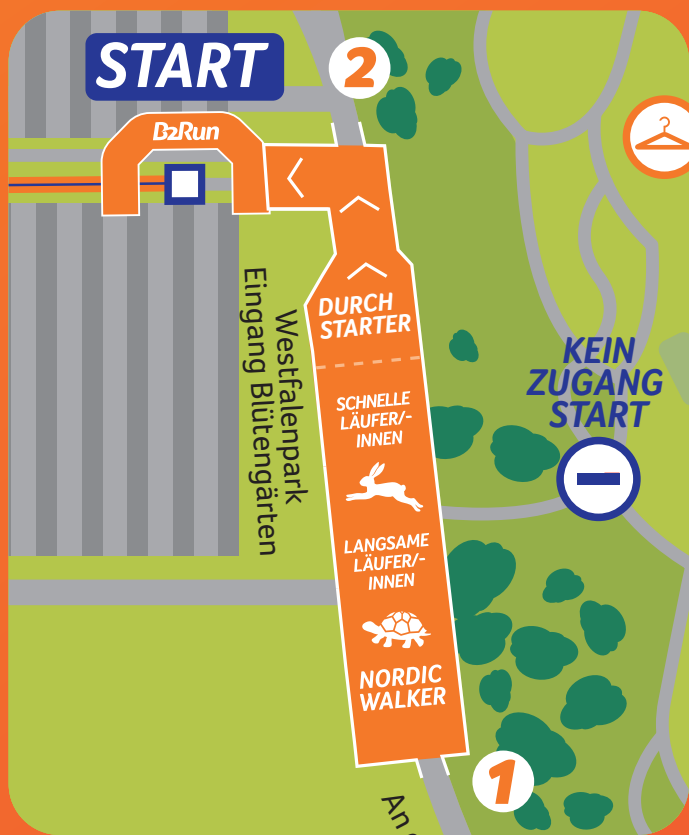 START
2
B2Run
DURCH
STARTER
Westfalenpark
Eingang Blütengärten
KEIN
ZUGANG
START
SCHNELLE
LÄUFER/-
INNEN
LANGSAME
LÄUFER/-
INNEN
NORDIC
WALKER
1
An